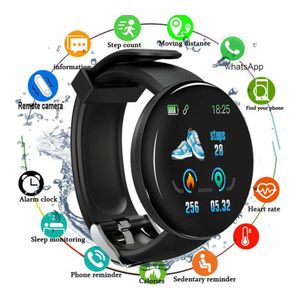 Step count
Moving distance
information
whatsApp
Remote camera
18:25
Find your phone
steps
28
Alarm clock
Heart rate
256
05.32
Sleep monitoring
Phone reminder
Calories
Sedentary reminder